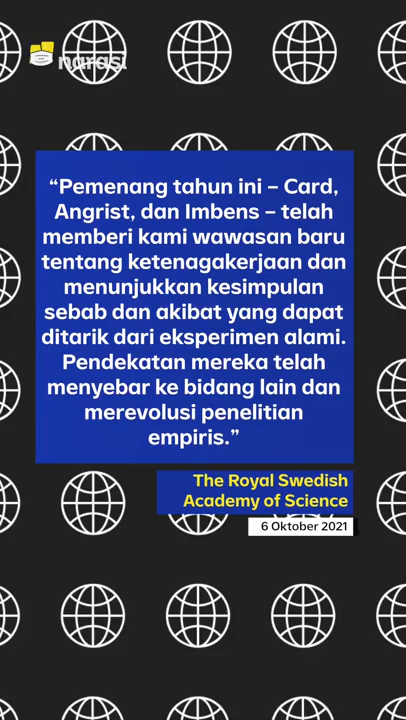 narasi
“Pemenang tahun ini – Card,
Angrist, dan Imbens – telah
memberi kami wawasan baru
tentang ketenagakerjaan dan
menunjukkan kesimpulan
sebab dan akibat yang dapat
ditarik dari eksperimen alami.
Pendekatan mereka telah
menyebar ke bidang lain dan
merevolusi penelitian
empiris.”
The Royal Swedish
Academy of Science
6 Oktober 2021